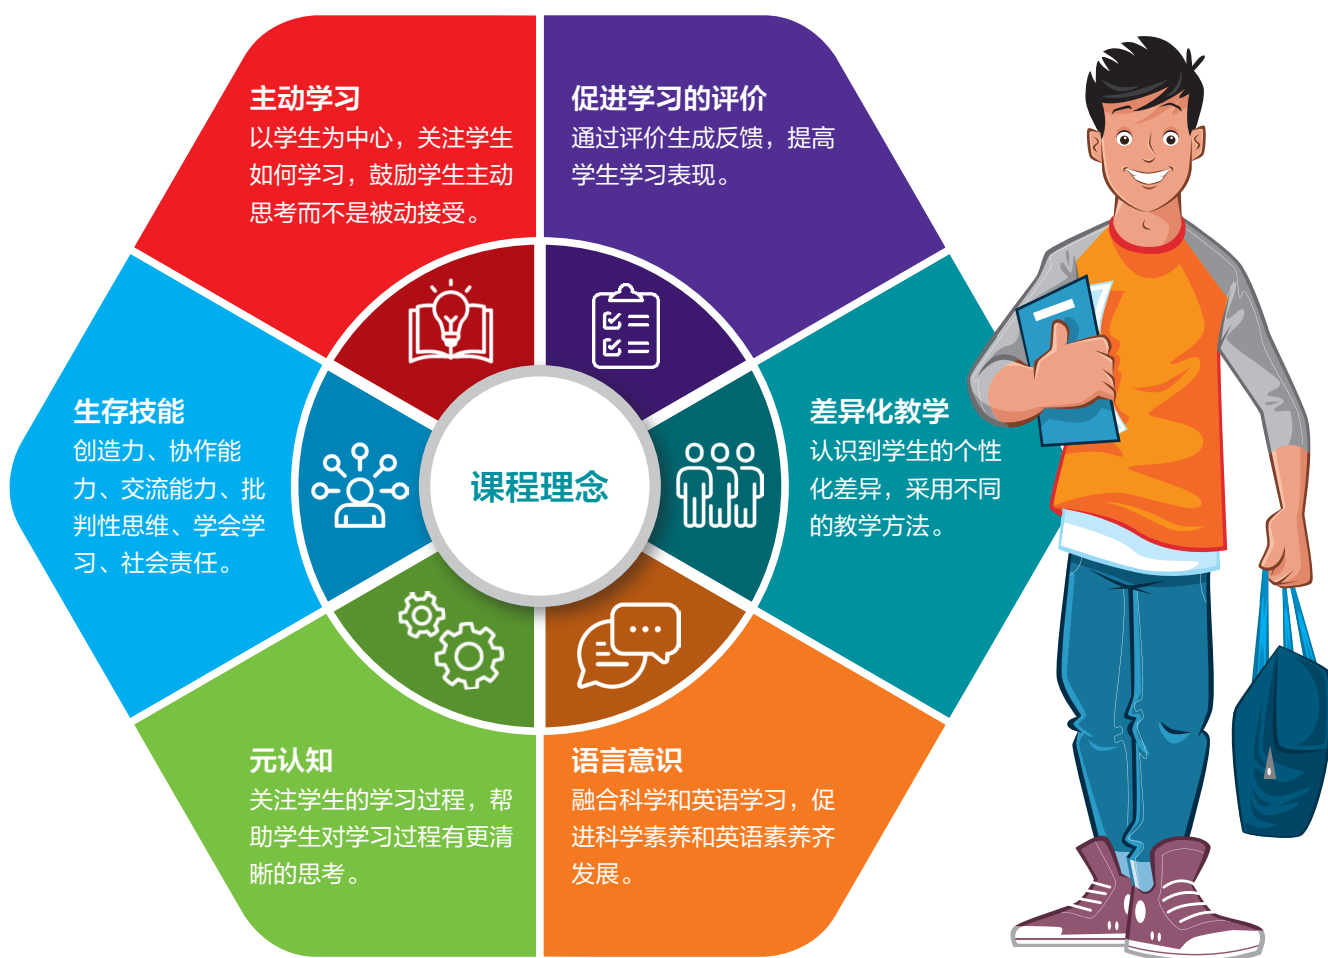 主动学习
以学生为中心，关注学生
如何学习，鼓励学生主动
思考而不是被动接受。
促进学习的评价
通过评价生成反馈，提高
学生学习表现。
生存技能
创造力、协作能
力、交流能力、批
判性思维、学会学
习、社会责任。
课程理念
差异化教学
认识到学生的个性
化差异，采用不同
的教学方法。
元认知
关注学生的学习过程，帮
助学生对学习过程有更清
晰的思考。
语言意识
融合科学和英语学习，促
进科学素养和英语素养齐
发展。